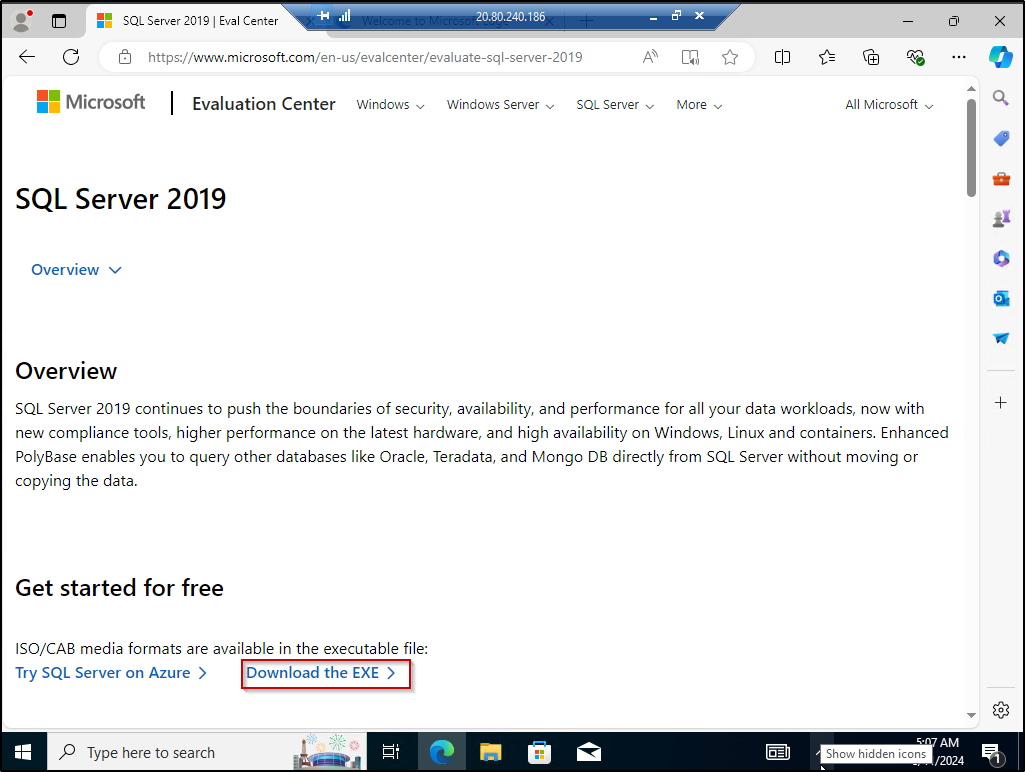 SQL Server 2019 | Eval Center
20.80.240.186
Welcome to Microsoft
https://www.microsoft.com/en-us/evalcenter/evaluate-sql-server-2019
Microsoft
Evaluation Center
Windows
Windows Server
SQL Server
More
All Microsoft
SQL Server 2019
Overview
Overview
SQL Server 2019 continues to push the boundaries of security, availability, and performance for all your data workloads, now with
new compliance tools, higher performance on the latest hardware, and high availability on Windows, Linux and containers. Enhanced
PolyBase enables you to query other databases like Oracle, Teradata, and Mongo DB directly from SQL Server without moving or
copying the data.
Get started for free
ISO/CAB media formats are available in the executable file:
Try SQL Server on Azure
Download the EXE
Type here to search
5:07 AM
Show hidden icons
/2024
1